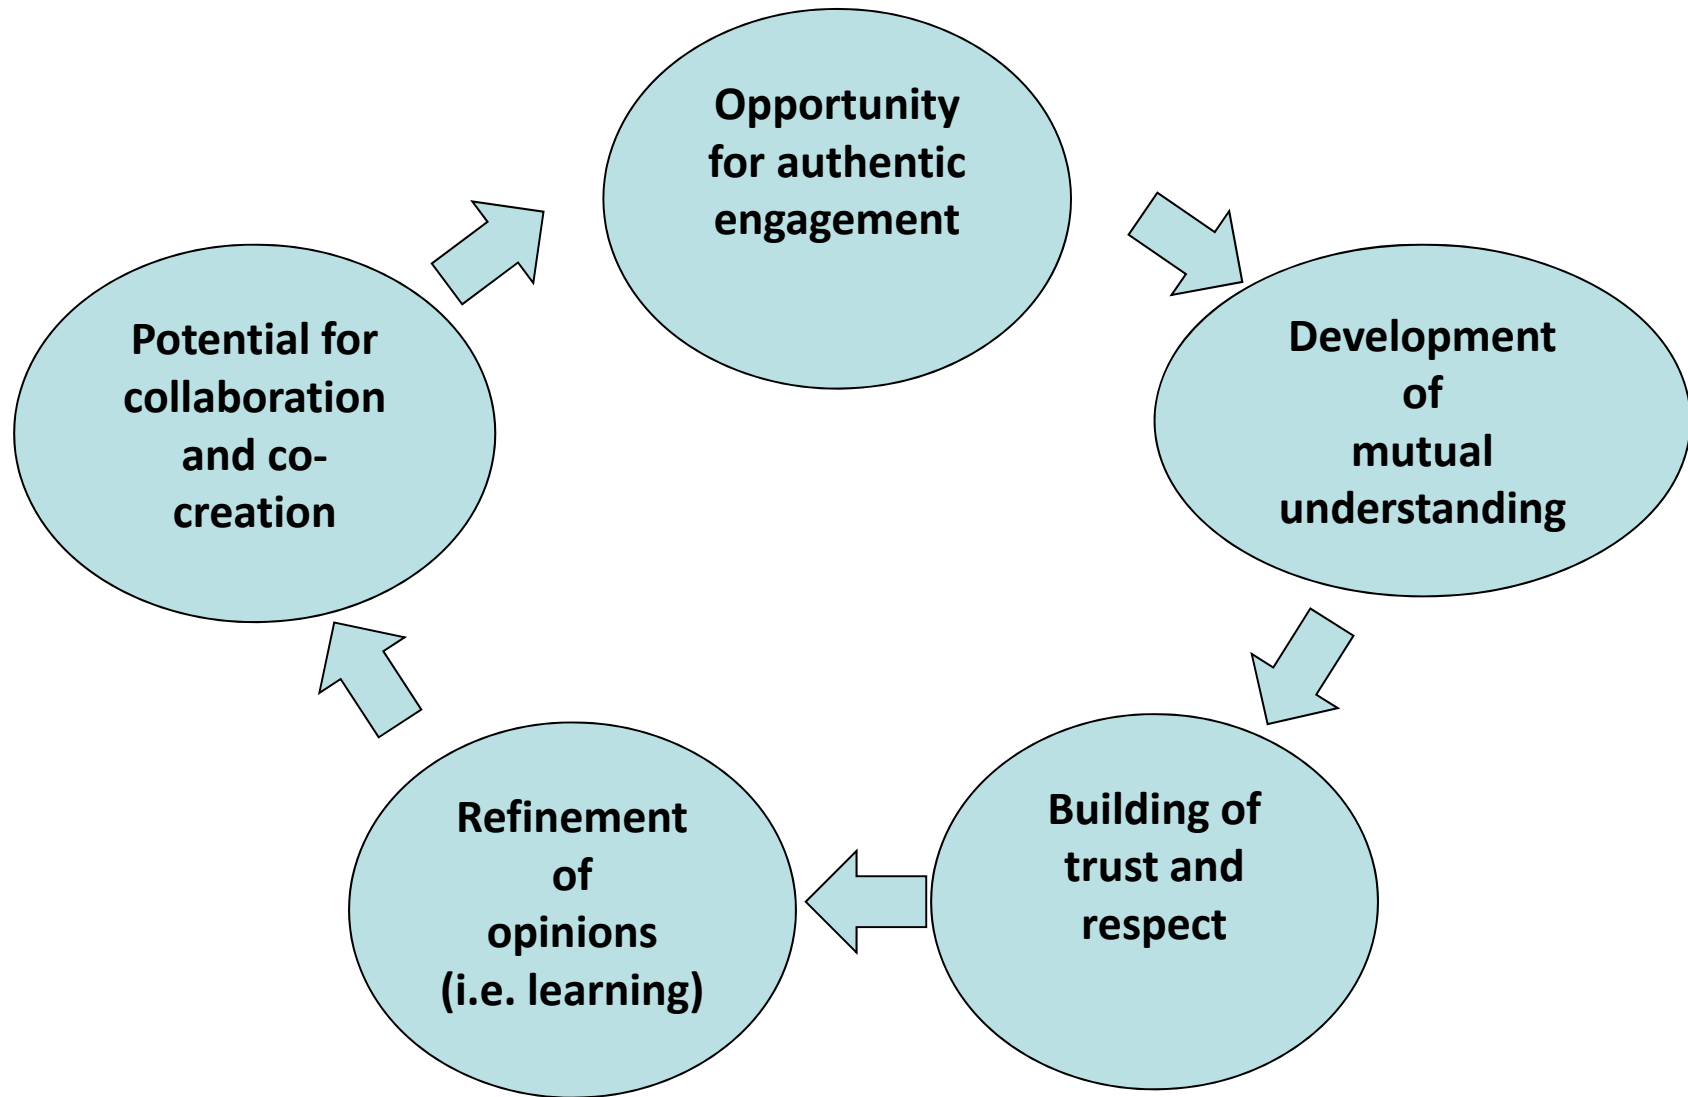 Opportunity
for authentic
engagement
Development
of
mutual
understanding
Building of
trust and
respect
Refinement
of
opinions
(i.e. learning)
Potential for
collaboration
and co-
creation